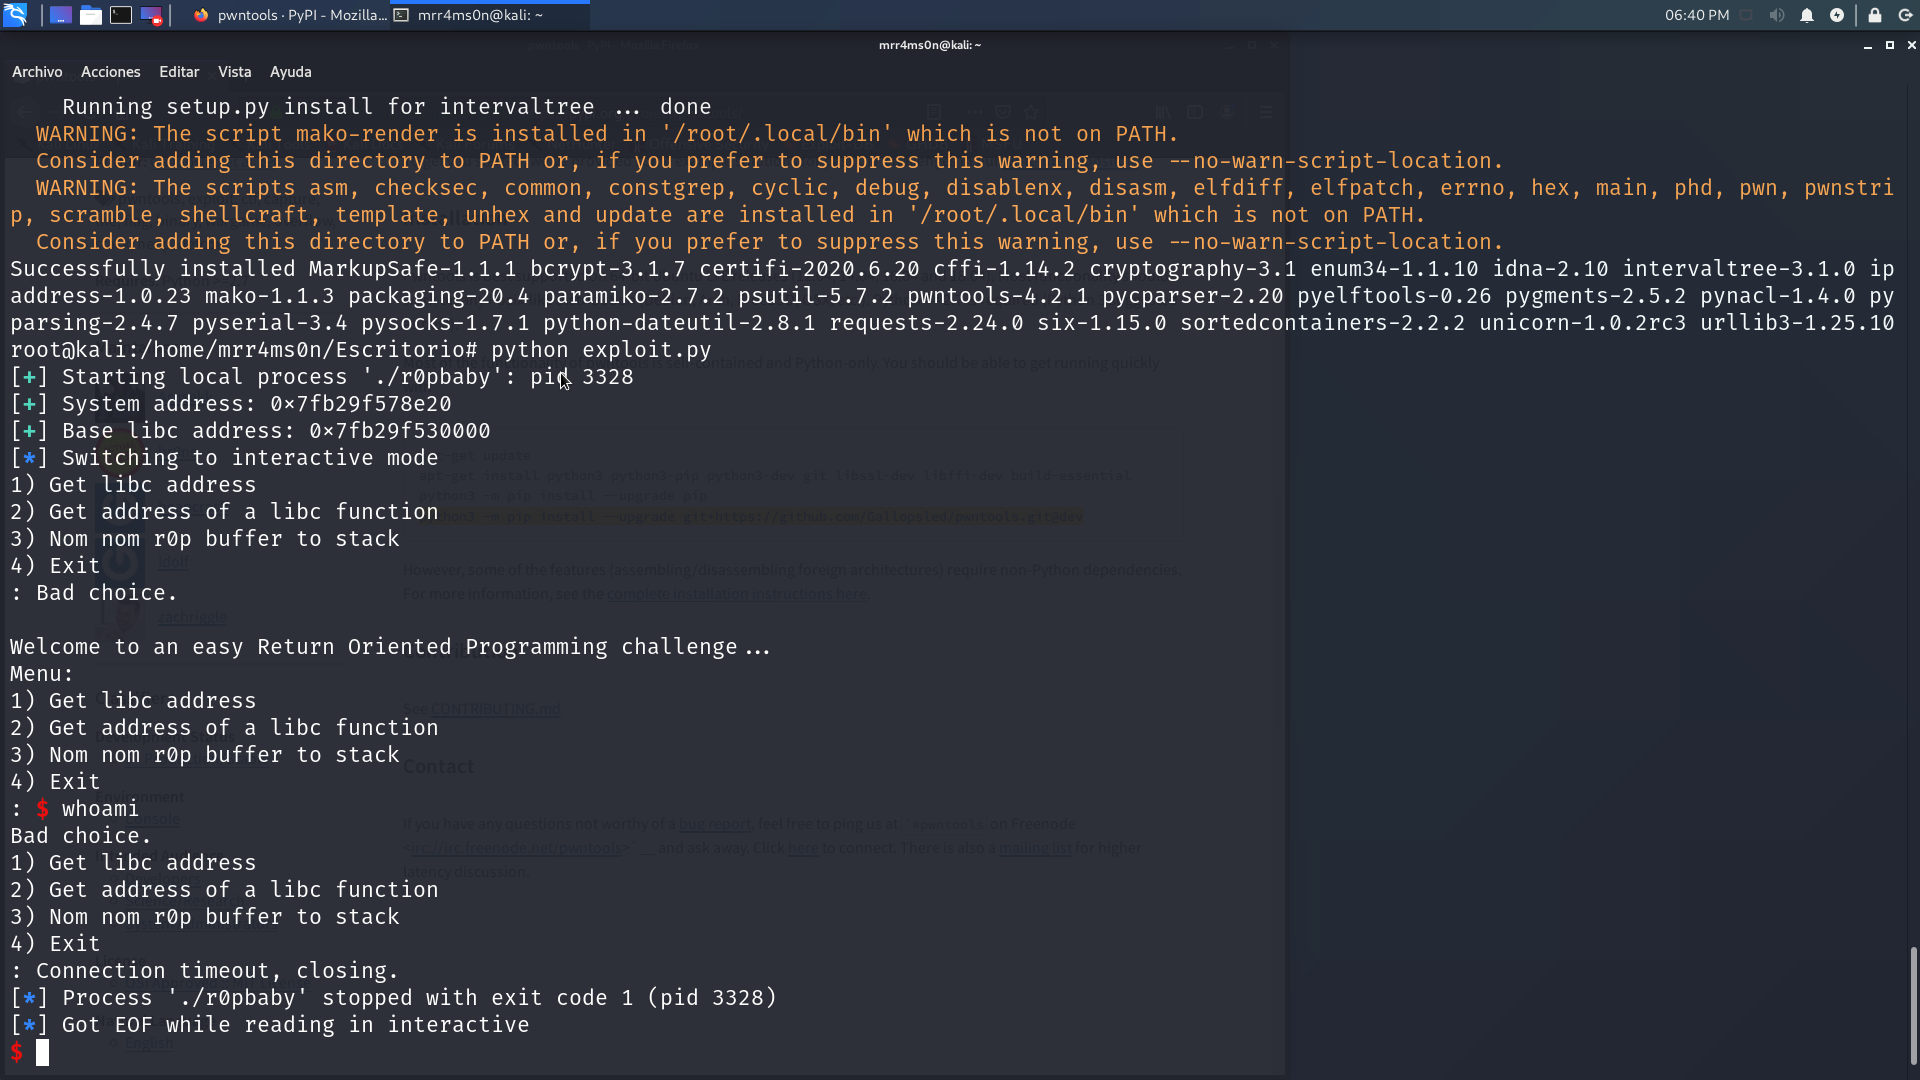 pwntools · PyPI - Mozilla...
mrr4ms0n@kali: ~
06:40 PM
mrr4ms0n@kali: ~
Archivo Acciones Editar Vista Ayuda
Running setup.py install for intervaltree ... done
WARNING: The script mako-render is installed in '/root/.local/bin' which is not on PATH.
Consider adding this directory to PATH or, if you prefer to suppress this warning, use --no-warn-script-location.
WARNING: The scripts asm, checksec, common, constgrep, cyclic, debug, disablenx, disasm, elfdiff, elfpatch, errno, hex, main, phd, pwn, pwnstri
p, scramble, shellcraft, template, unhex and update are installed in '/root/.local/bin' which is not on PATH.
Consider adding this directory to PATH or, if you prefer to suppress this warning, use --no-warn-script-location.
Successfully installed MarkupSafe-1.1.1 bcrypt-3.1.7 certifi-2020.6.20 cffi-1.14.2 cryptography-3.1 enum34-1.1.10 idna-2.10 intervaltree-3.1.0 ip
address-1.0.23 mako-1.1.3 packaging-20.4 paramiko-2.7.2 psutil-5.7.2 pwntools-4.2.1 pycparser-2.20 pyelftools-0.26 pygments-2.5.2 pynacl-1.4.0 py
parsing-2.4.7 pyserial-3.4 pysocks-1.7.1 python-dateutil-2.8.1 requests-2.24.0 six-1.15.0 sortedcontainers-2.2.2 unicorn-1.0.2rc3 urllib3-1.25.10
root@kali:/home/mrr4ms0n/Escritorio# python exploit.py
[+] Starting local process './r0pbaby': pid 3328
[+] System address: 0×7fb29f578e20
[+] Base libc address: 0×7fb29f530000
[*] Switching to interactive mode
1) Get libc address
2) Get address of a libc function
3) Nom nom r0p buffer to stack
4) Exit
: Bad choice.
Welcome to an easy Return Oriented Programming challenge...
Menu:
1) Get libc address
2) Get address of a libc function
3) Nom nom r0p buffer to stack
4) Exit
: $ whoami
Bad choice.
1) Get libc address
2) Get address of a libc function
3) Nom nom r0p buffer to stack
4) Exit
: Connection timeout, closing.
[*] Process './r0pbaby' stopped with exit code 1 (pid 3328)
[*] Got EOF while reading in interactive
$